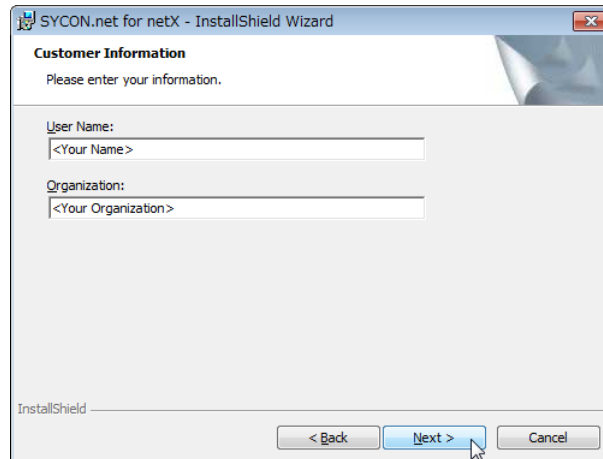 SYCON.net for netX - InstallShield Wizard
Customer Information
Please enter your information.
User Name:
<Your Name>
Organization:
<Your Organization>
InstallShield
< Back Next > Cancel